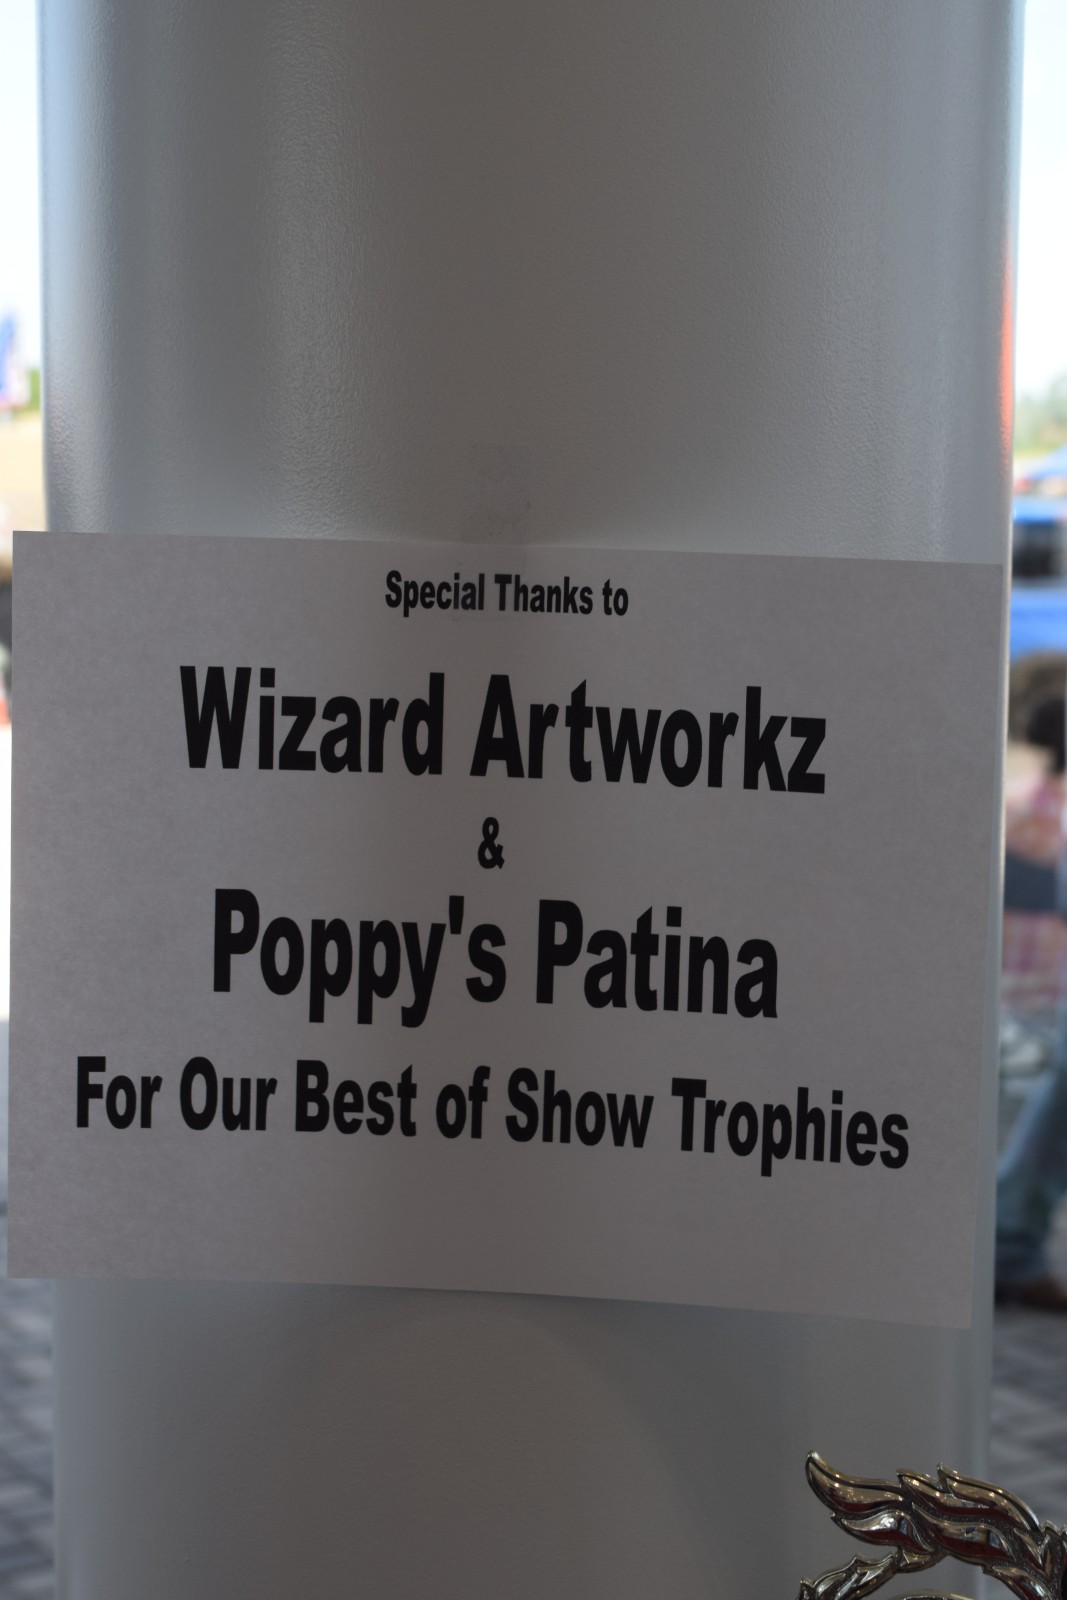 Special Thanks to
Wizard Artworkz
&
Poppy's Patina
For Our Best of Show Trophies